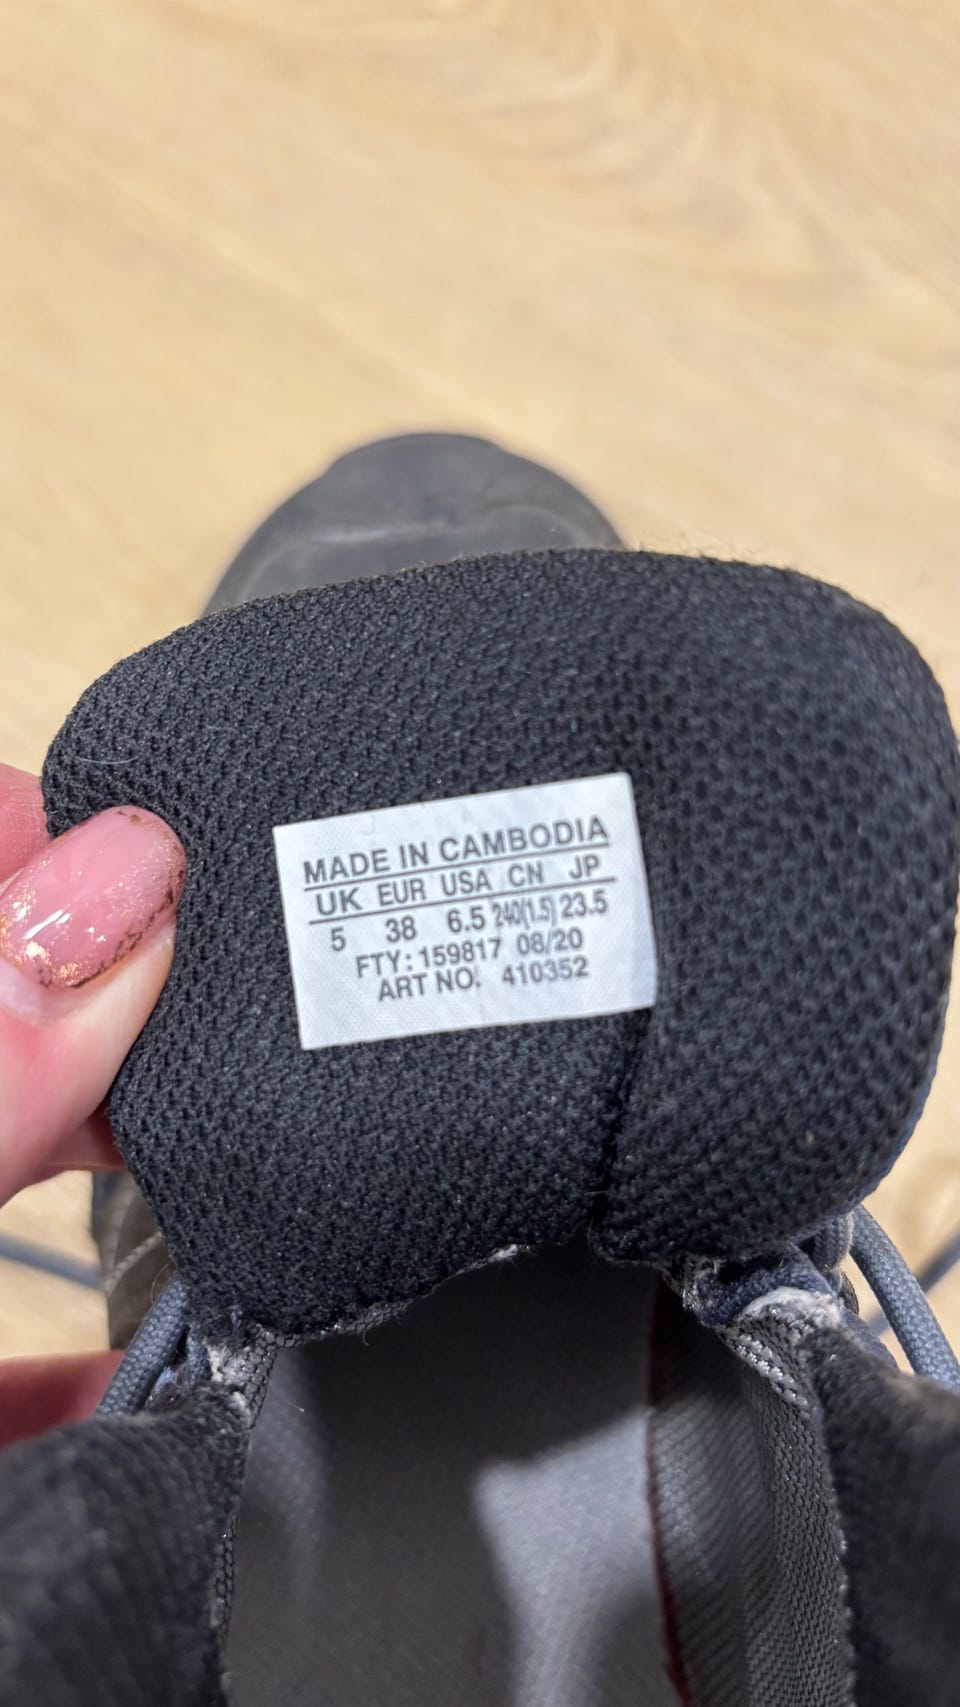 MADE IN CAMBODIA
UK EUR USA CN JP
5 38 6.5 240(1.5) 23.5
FTY: 159817 08/20
ART NO. 410352